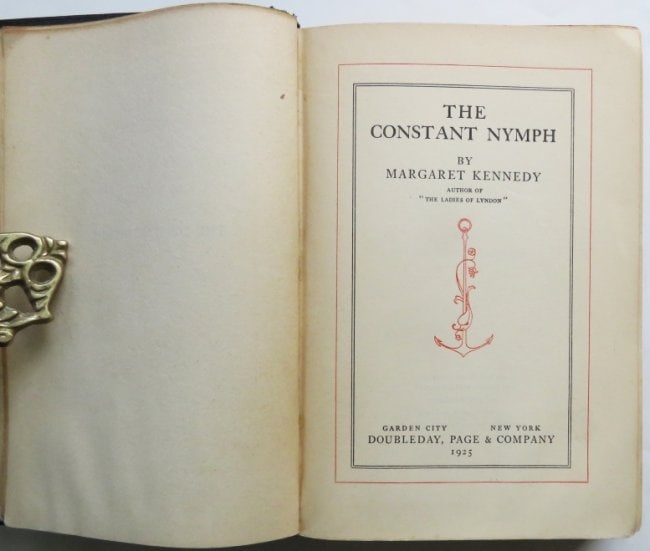 THE
CONSTANT NYMPH
BY
MARGARET KENNEDY
AUTHOR OF
"THE LADIES OF LYNDON"
GARDEN CITY NEW YORK
DOUBLEDAY, PAGE & COMPANY
1925